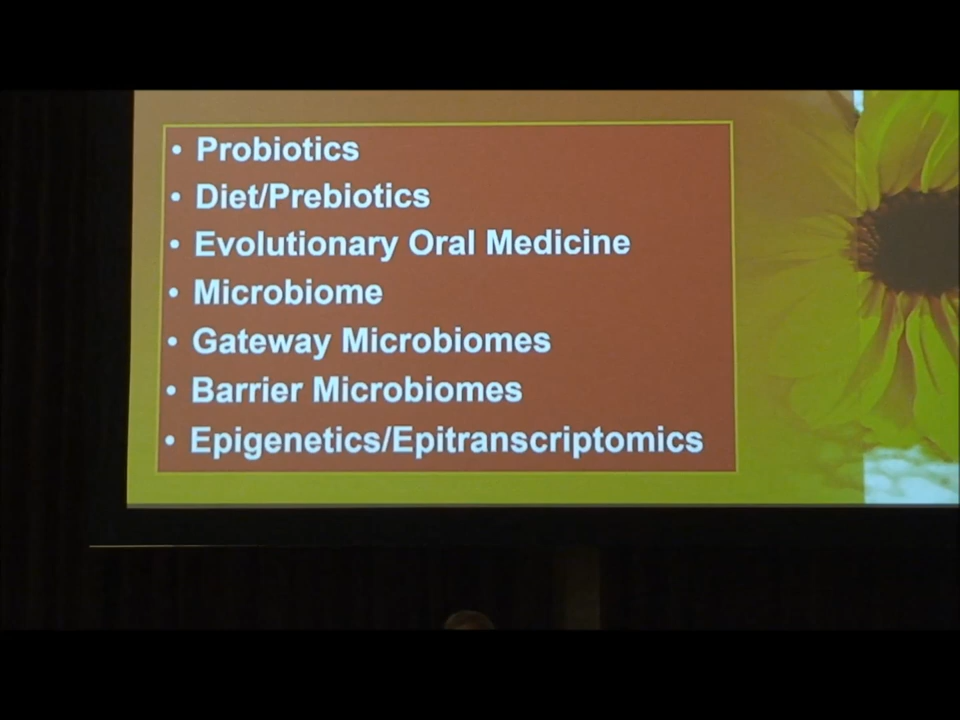 • Probiotics
• Diet/Prebiotics
• Evolutionary Oral Medicine
• Microbiome
• Gateway Microbiomes
• Barrier Microbiomes
• Epigenetics/Epitranscriptomics